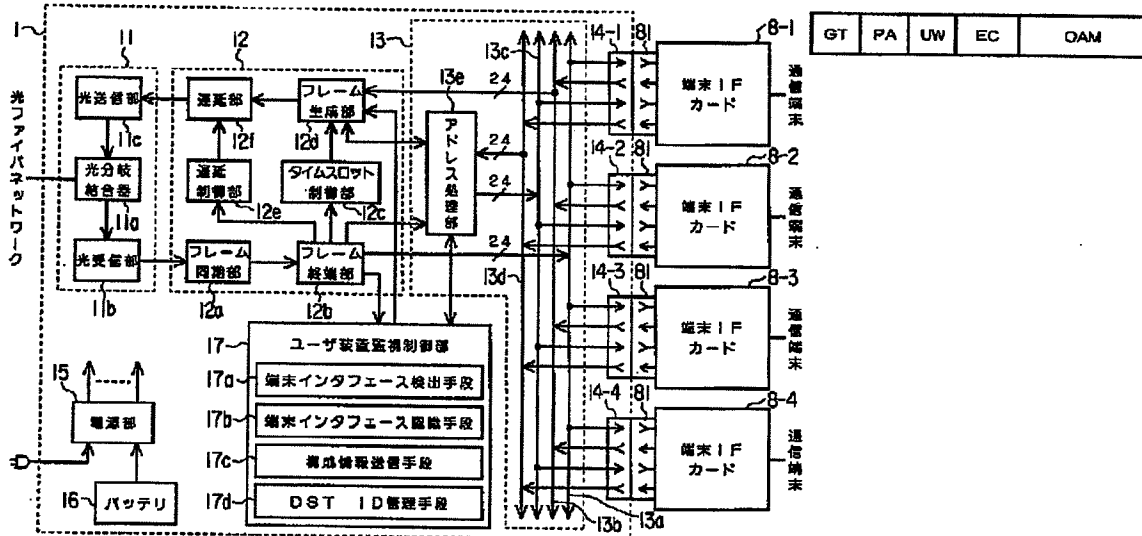 1
11
光送信部
11c
光分岐
結合器
11a
光受信部
11b
光ファイバネットワーク
12
遅延部
12f
フレーム
生成部
12d
遅延
制御部
12e
タイムスロット
制御部
12c
フレーム
同期部
12a
フレーム
終端部
12b
13
13c
13e
アドレス処理部
24
24
24
13d
13b
13a
14-1
81
8-1
端末IF
カード
通信端末
14-2
81
8-2
端末IF
カード
通信端末
14-3
81
8-3
端末IF
カード
通信端末
14-4
81
8-4
端末IF
カード
通信端末
15
電源部
16
バッテリ
17
ユーザ装置監視制御部
17a
端末インタフェース検出手段
17b
端末インタフェース認識手段
17c
構成情報送信手段
17d
DST ID管理手段
GT PA UW EC OAM